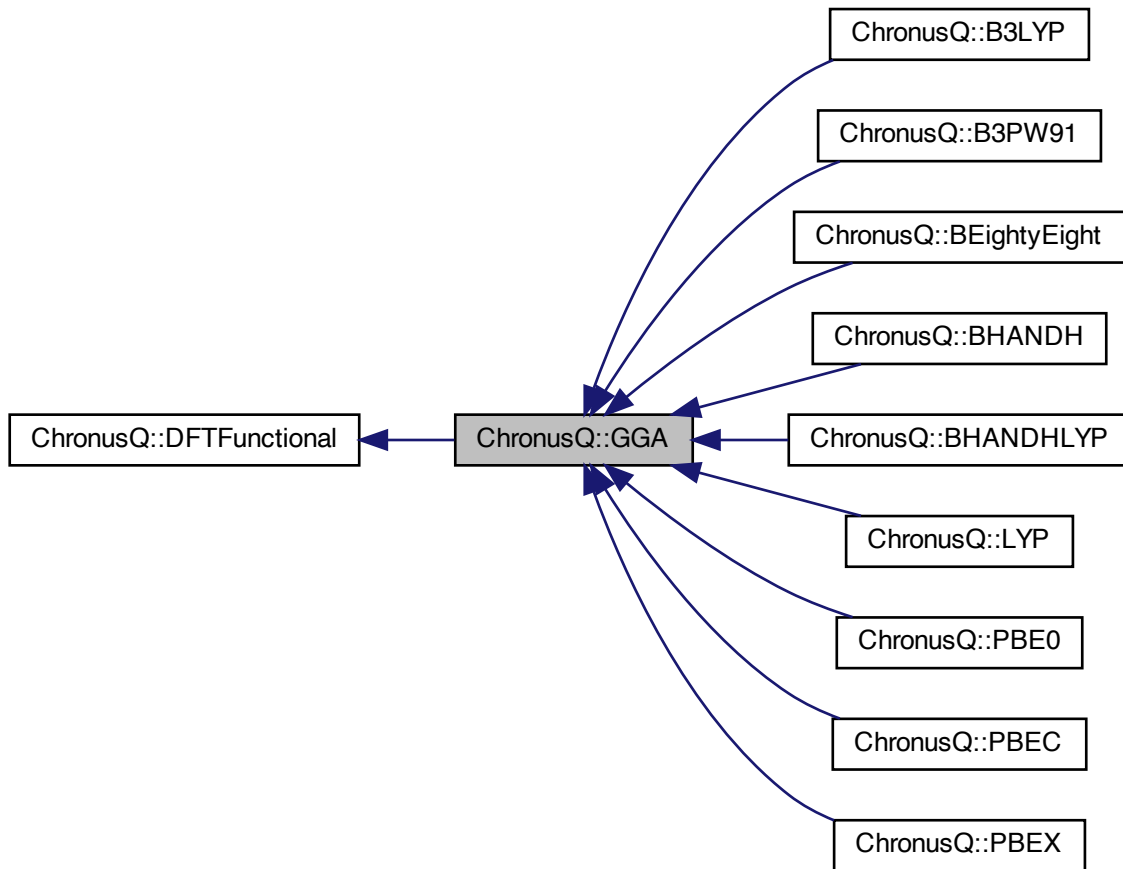 ChronusQ::B3LYP
ChronusQ::B3PW91
ChronusQ::BEightyEight
ChronusQ::BHANDH
ChronusQ::DFTFunctional
ChronusQ::GGA
ChronusQ::BHANDHLYP
ChronusQ::LYP
ChronusQ::PBE0
ChronusQ::PBEC
ChronusQ::PBEX